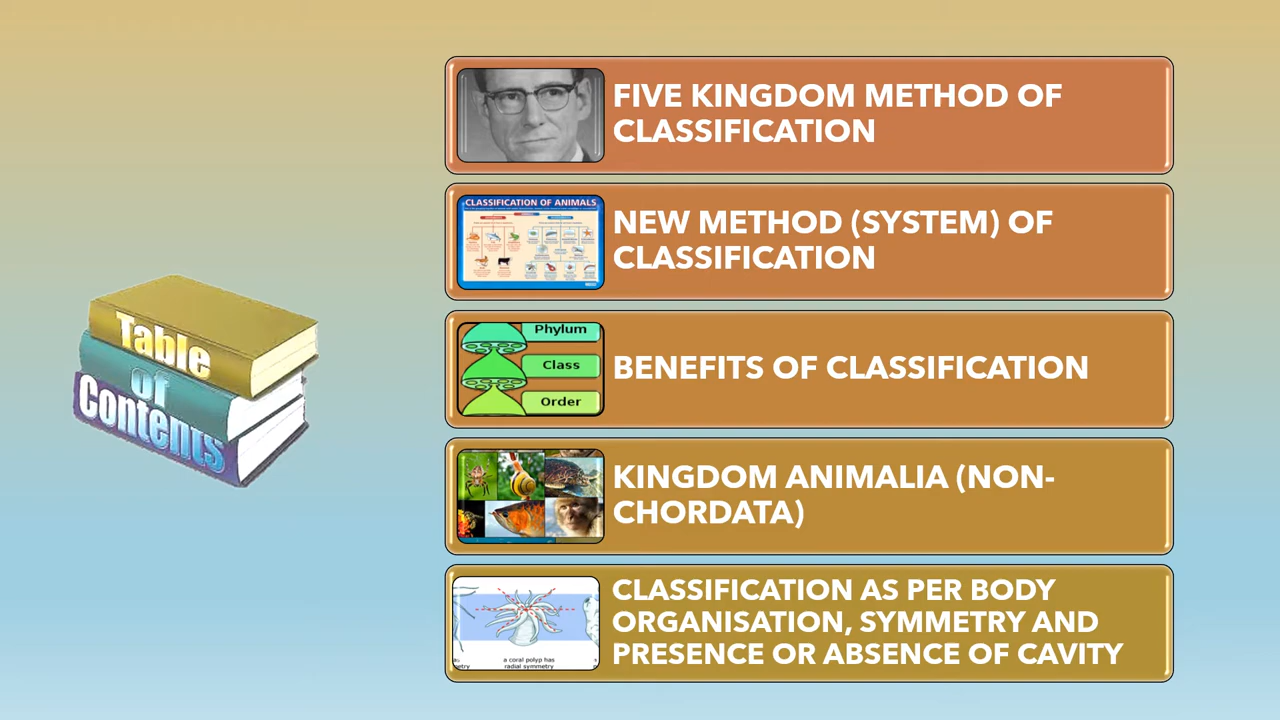 Table
of
Contents
FIVE KINGDOM METHOD OF
CLASSIFICATION
CLASSIFICATION OF ANIMALS
NEW METHOD (SYSTEM) OF
CLASSIFICATION
Phylum
Class
Order
BENEFITS OF CLASSIFICATION
KINGDOM ANIMALIA (NON-
CHORDATA)
a coral polyp has
radial symmetry
CLASSIFICATION AS PER BODY
ORGANISATION, SYMMETRY AND
PRESENCE OR ABSENCE OF CAVITY